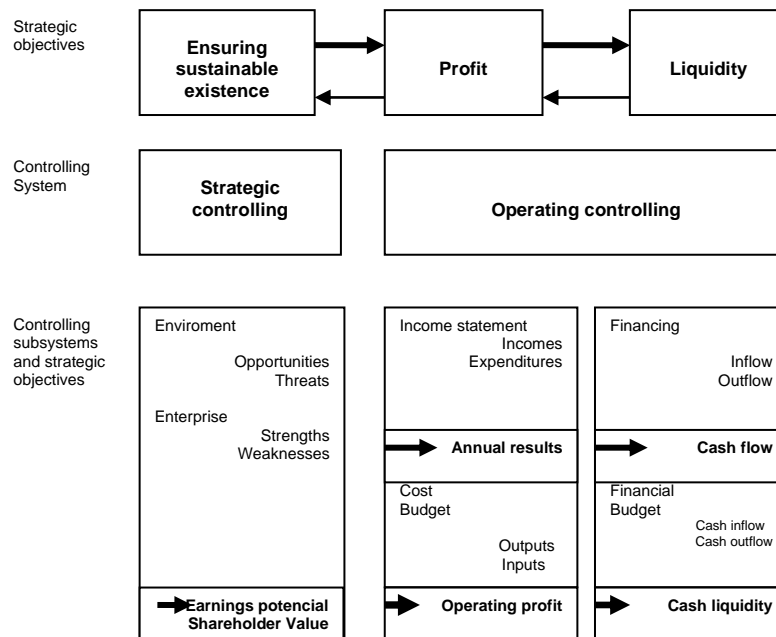 Strategic
objectives
Ensuring
sustainable
existence
Profit
Liquidity
Controlling
System
Strategic
controlling
Operating controlling
Controlling
subsystems
and strategic
objectives
Enviroment
Opportunities
Threats
Enterprise
Strengths
Weaknesses
Earnings potencial
Shareholder Value
Income statement
Incomes
Expenditures
Annual results
Cost
Budget
Outputs
Inputs
Operating profit
Financing
Inflow
Outflow
Cash flow
Financial
Budget
Cash inflow
Cash outflow
Cash liquidity